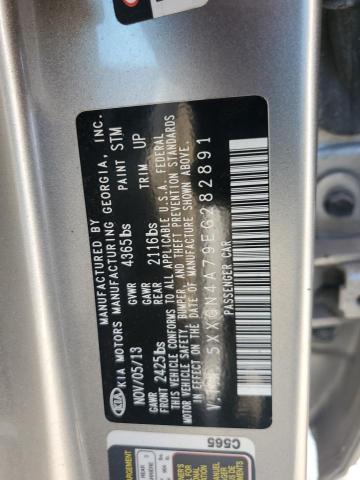 KIA
MANUFACTURED BY
KIA MOTORS MANUFACTURING GEORGIA, INC.
NOV/05/13
GVWR 4365lbs
PAINT STM
GAWR FRONT 2425lbs
GAWR REAR 2116lbs
TRIM UP
THIS VEHICLE CONFORMS TO ALL APPLICABLE U.S.A. FEDERAL
MOTOR VEHICLE SAFETY, BUMPER, AND THEFT PREVENTION STANDARDS
IN EFFECT ON THE DATE OF MANUFACTURE SHOWN ABOVE.
5XXGN4A79EG282891
PASSENGER CAR
C565